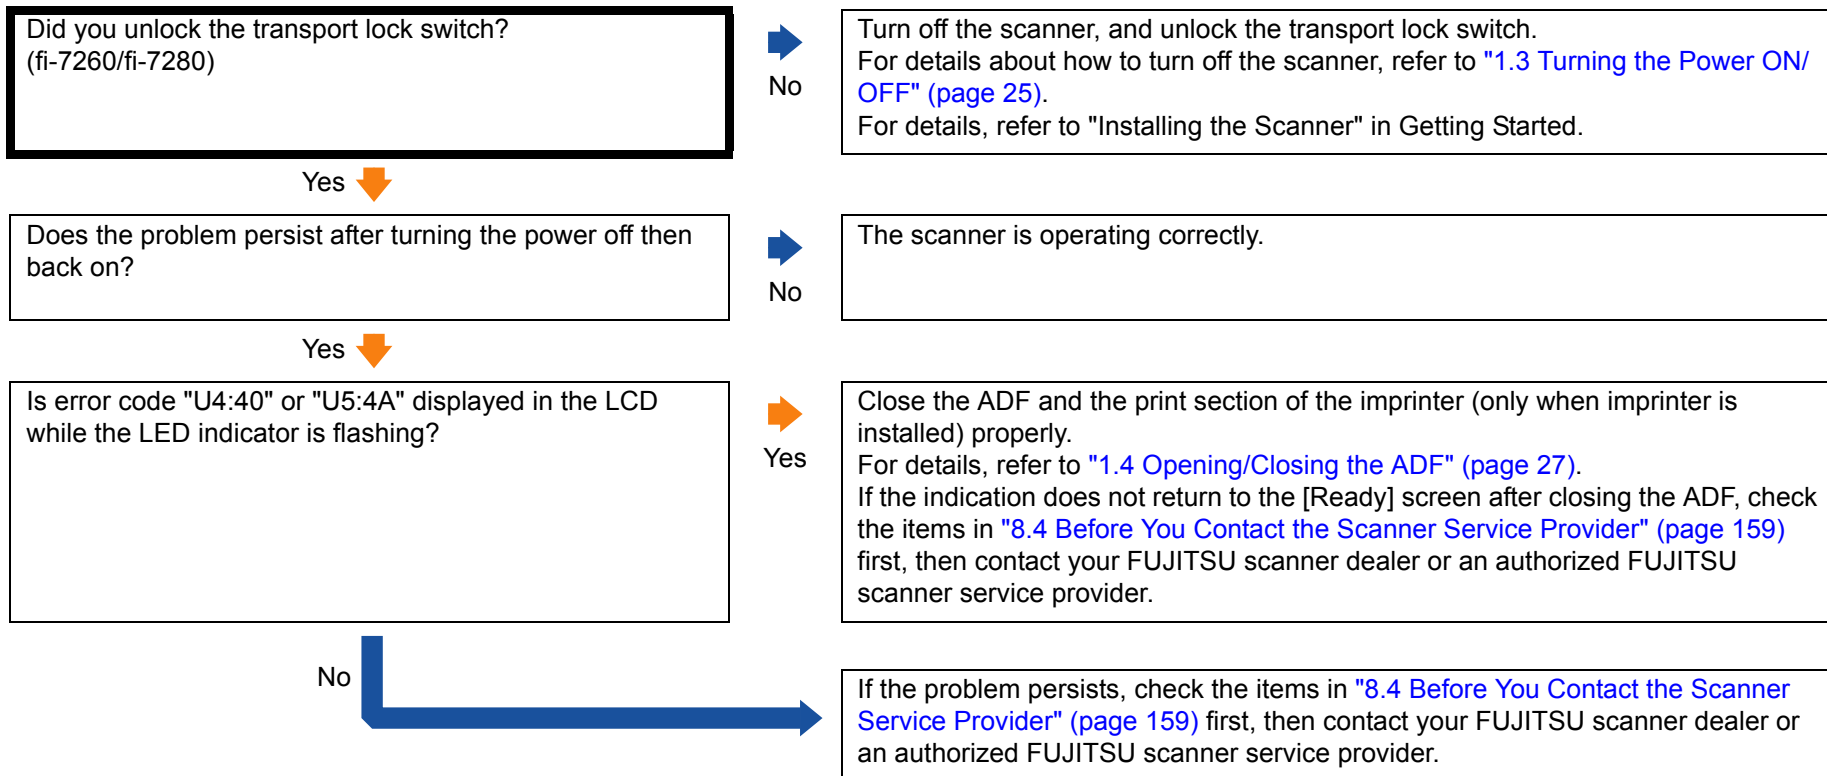 Did you unlock the transport lock switch?
(fi-7260/fi-7280)
No
Turn off the scanner, and unlock the transport lock switch.
For details about how to turn off the scanner, refer to "1.3 Turning the Power ON/
OFF" (page 25).
For details, refer to "Installing the Scanner" in Getting Started.
Yes
Does the problem persist after turning the power off then
back on?
No
The scanner is operating correctly.
Yes
Is error code "U4:40" or "U5:4A" displayed in the LCD
while the LED indicator is flashing?
Yes
Close the ADF and the print section of the imprinter (only when imprinter is
installed) properly.
For details, refer to "1.4 Opening/Closing the ADF" (page 27).
If the indication does not return to the [Ready] screen after closing the ADF, check
the items in "8.4 Before You Contact the Scanner Service Provider" (page 159)
first, then contact your FUJITSU scanner dealer or an authorized FUJITSU
scanner service provider.
No
If the problem persists, check the items in "8.4 Before You Contact the Scanner
Service Provider" (page 159) first, then contact your FUJITSU scanner dealer or
an authorized FUJITSU scanner service provider.